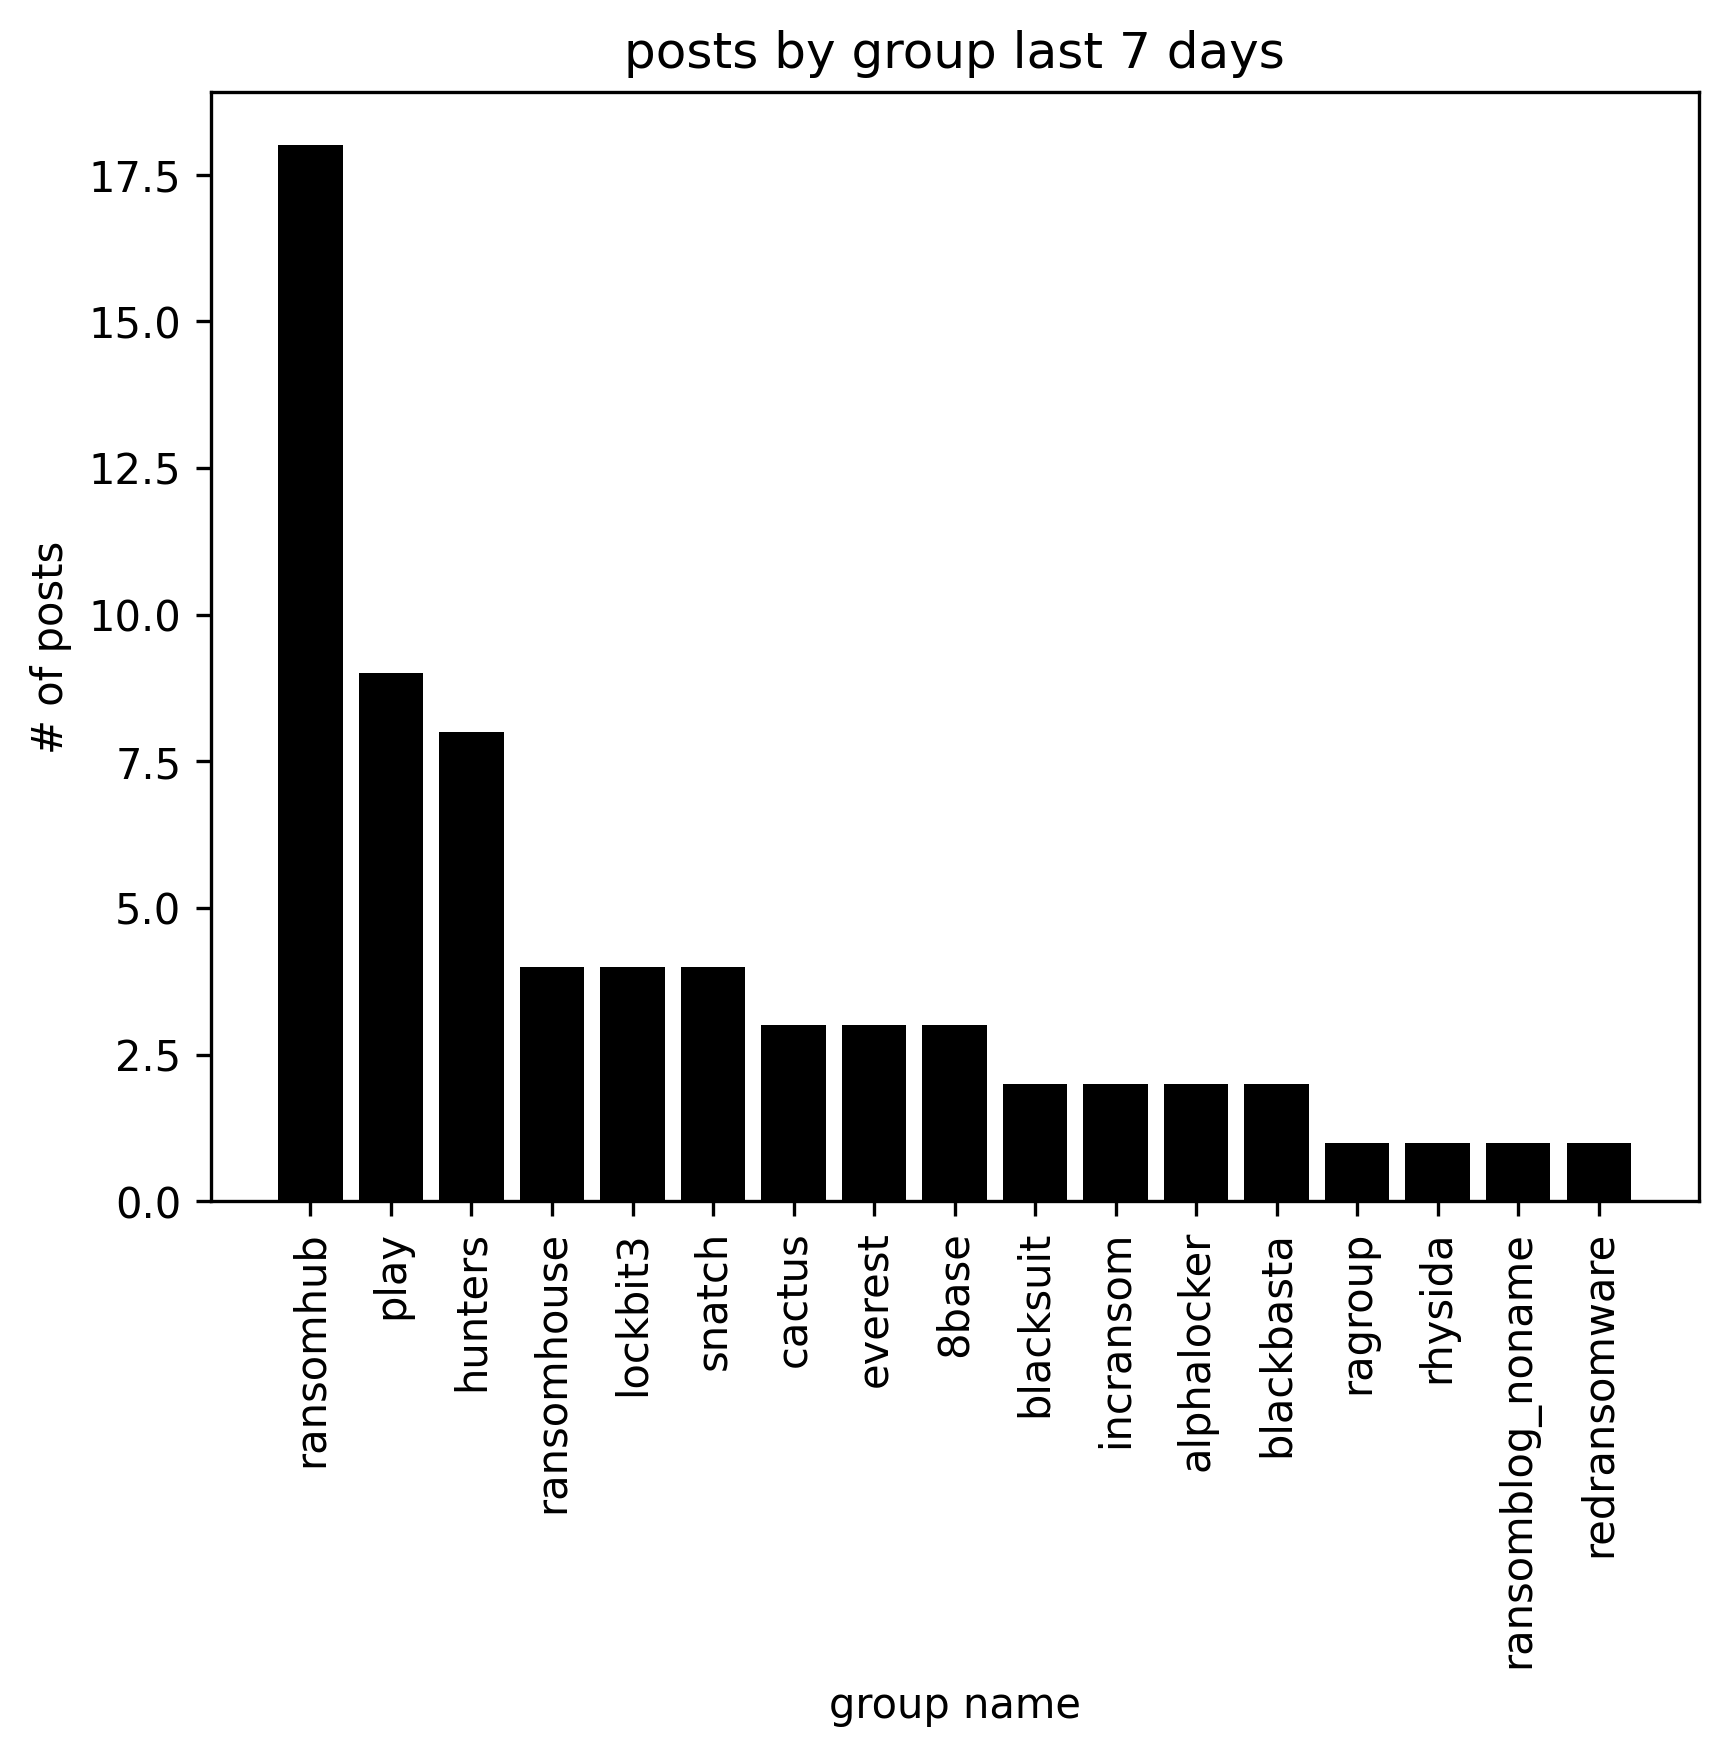 posts by group last 7 days
# of posts
17.5
15.0
12.5
10.0
7.5
5.0
2.5
0.0
ransomhub
play
hunters
ransomhouse
lockbit3
snatch
cactus
everest
8base
blacksuit
incransom
alphalocker
blackbasta
ragroup
rhysida
ransomblog_noname
redransomware
group name